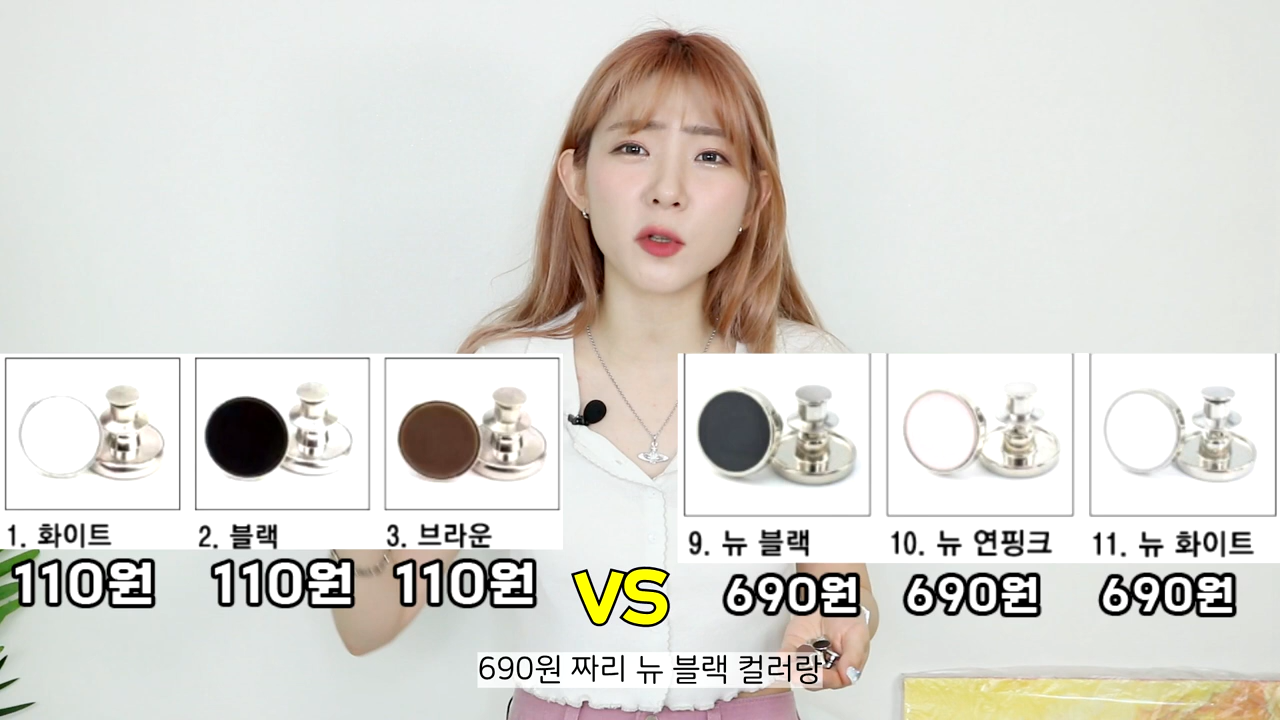 1. 화이트
2. 블랙
3. 브라운
9. 뉴 블랙
10. 뉴 연핑크
11. 뉴 화이트
110원
110원
110원
VS
690원
690원
690원
690원 짜리 뉴 블랙 컬러랑